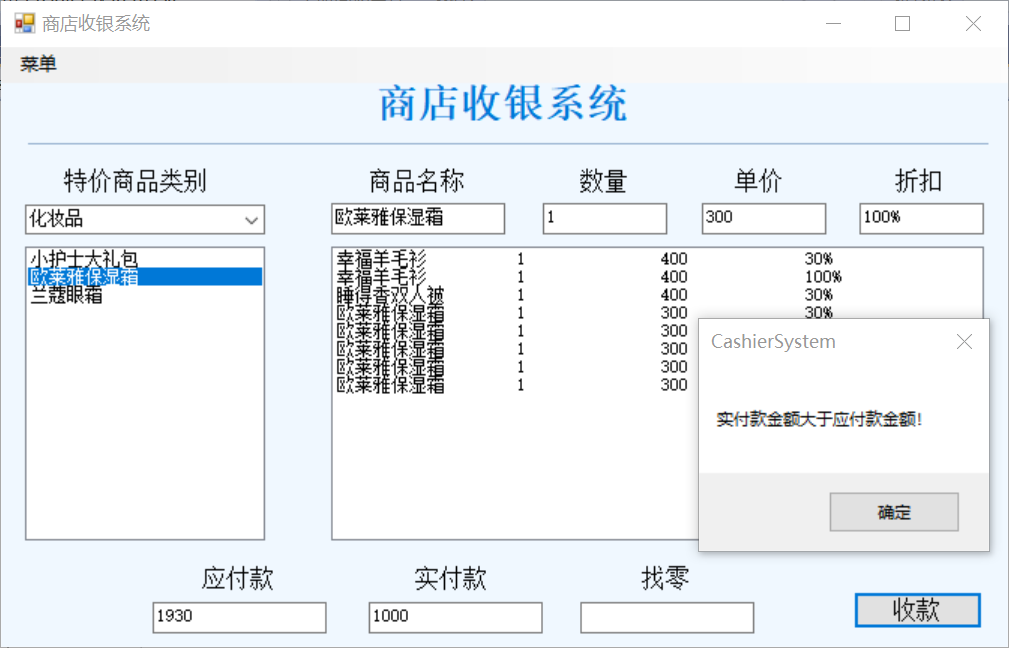 商店收银系统
菜单
商店收银系统
特价商品类别 商品名称 数量 单价 折扣
化妆品 欧莱雅保湿霜 1 300 100%
小护士大礼包
欧莱雅保湿霜
兰蔻眼霜
幸福羊毛衫 1 400 30%
幸福羊毛衫 1 400 100%
睡得香双人被 1 400 30%
欧莱雅保湿霜 1 300 30%
欧莱雅保湿霜 1 300
欧莱雅保湿霜 1 300
欧莱雅保湿霜 1 300
欧莱雅保湿霜 1 300
CashierSystem
实付款金额大于应付款金额!
确定
应付款 实付款 找零
1930 1000
收款